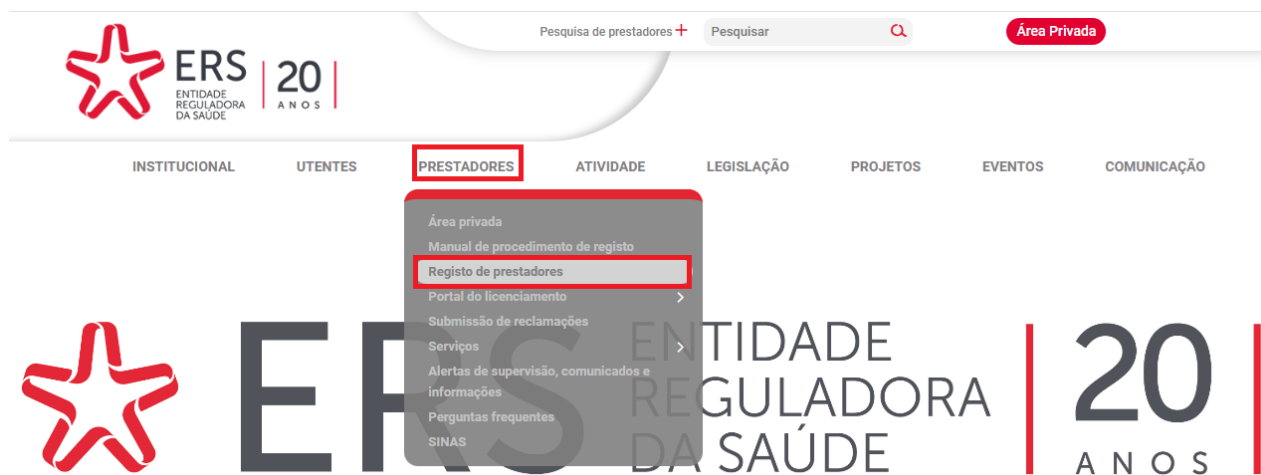 Pesquisa de prestadores +
Pesquisar
Área Privada
ERS
ENTIDADE
REGULADORA
DA SAÚDE
20
ANOS
INSTITUCIONAL UTENTES PRESTADORES ATIVIDADE LEGISLAÇÃO PROJETOS EVENTOS COMUNICAÇÃO
Área privada
Manual de procedimento de registo
Registo de prestadores
Portal do licenciamento
Submissão de reclamações
Serviços
Alertas de supervisão, comunicados e
informações
Perguntas frequentes
SINAS
ERS
ENTIDADE
REGULADORA
DA SAÚDE
20
ANOS